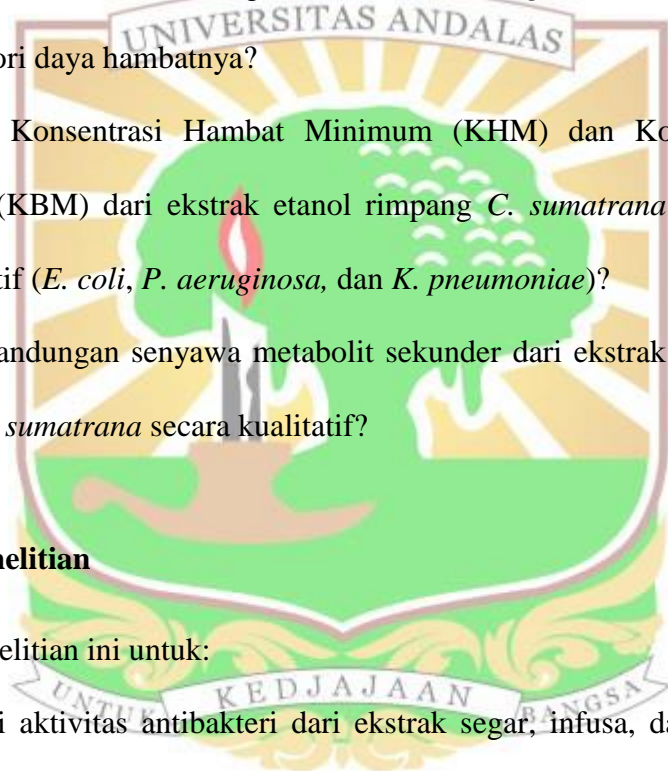 UNIVERSITAS ANDALAS
ori daya hambatnya?
Konsentrasi Hambat Minimum (KHM) dan Ko
(KBM) dari ekstrak etanol rimpang C. sumatrana
tif (E. coli, P. aeruginosa, dan K. pneumoniae)?
andungan senyawa metabolit sekunder dari ekstrak
sumatrana secara kualitatif?
nelitian
elitian ini untuk:
UNTUK KEDJAJAAN BANGSA
i aktivitas antibakteri dari ekstrak segar, infusa, da